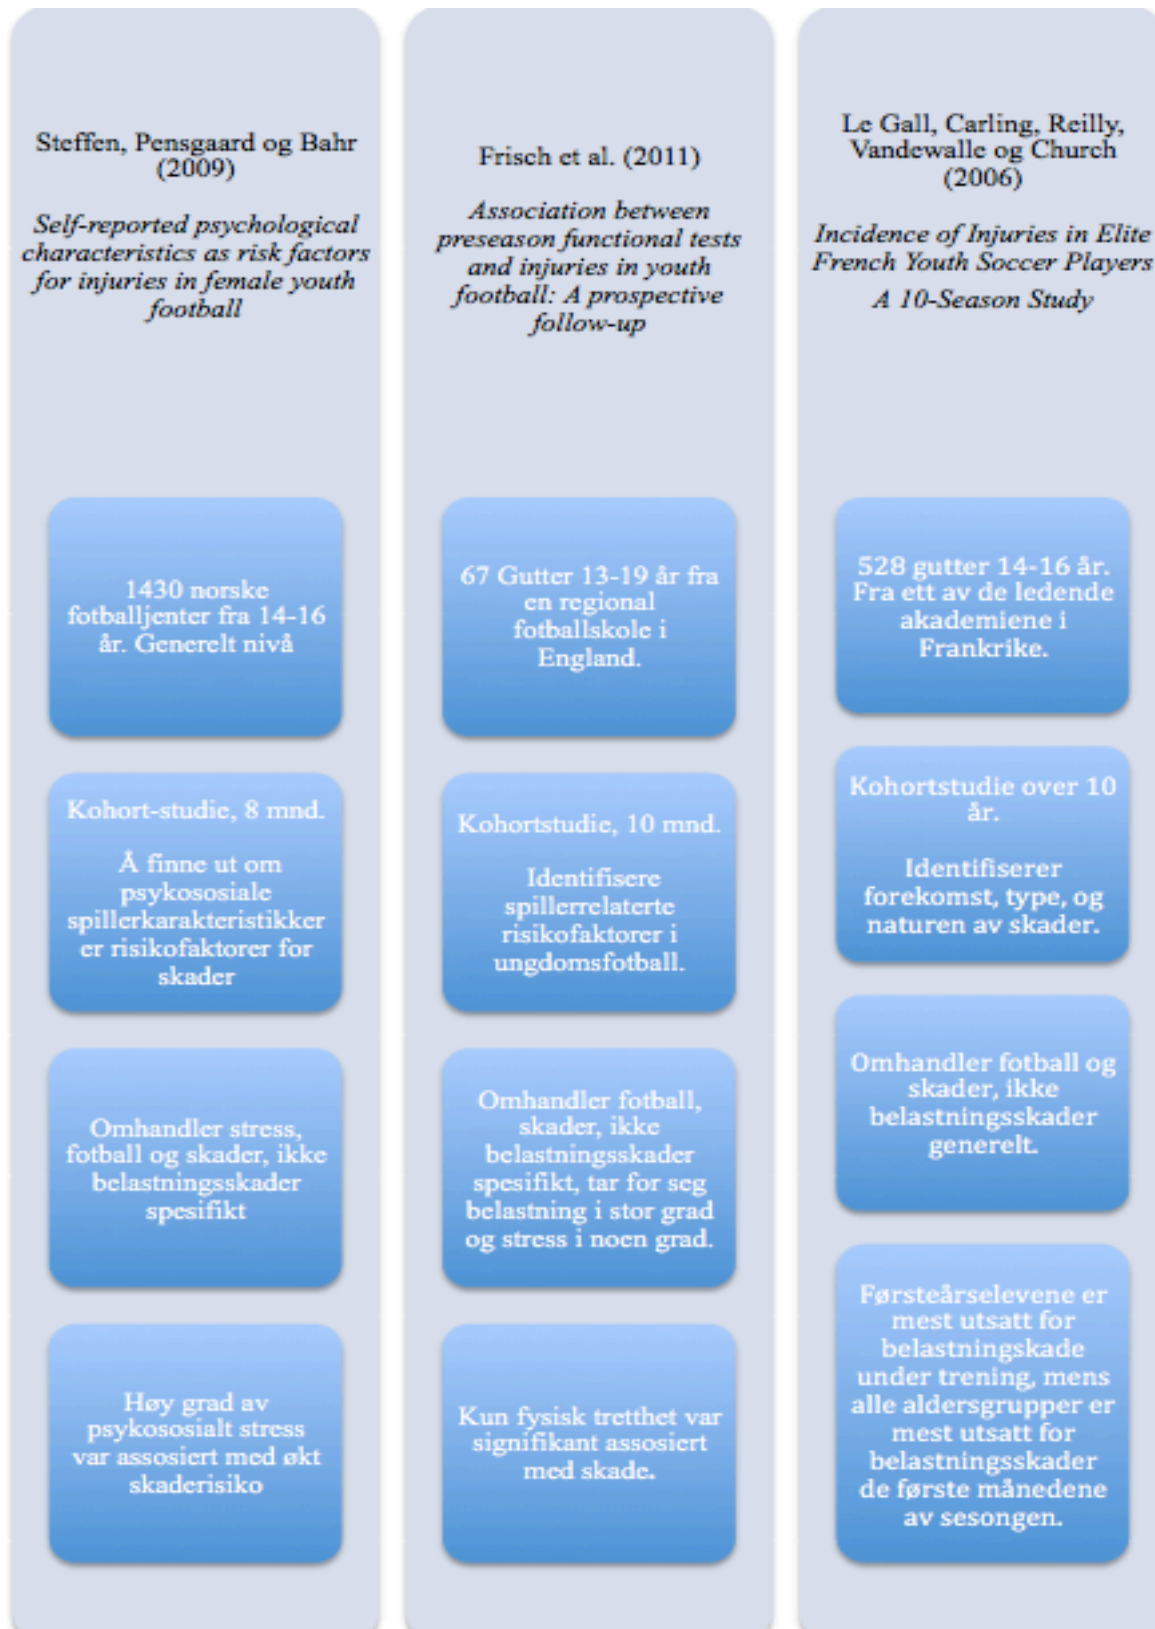 Steffen, Pensgaard og Bahr
(2009)
Self-reported psychological
characteristics as risk factors
for injuries in female youth
football
1430 norske
fotballjenter fra 14-16
år. Generelt nivå
Kohort-studie, 8 mnd.
Å finne ut om
psykososiale
spillerkarakteristikker
er risikofaktorer for
skader
Omhandler stress,
fotball og skader, ikke
belastningsskader
spesifikt
Høy grad av
psykososialt stress
var assosiert med økt
skaderisiko
Frisch et al. (2011)
Association between
preseason functional tests
and injuries in youth
football: A prospective
follow-up
67 Gutter 13-19 år fra
en regional
fotballskole i
England.
Kohortstudie, 10 mnd.
Identifisere
spillerrelaterte
risikofaktorer i
ungdomsfotball.
Omhandler fotball,
skader, ikke
belastningsskader
spesifikt, tar for seg
belastning i stor grad
og stress i noen grad.
Kun fysisk tretthet var
signifikant assosiert
med skade.
Le Gall, Carling, Reilly,
Vandewalle og Church
(2006)
Incidence of Injuries in Elite
French Youth Soccer Players
A 10-Season Study
528 gutter 14-16 år.
Fra ett av de ledende
akademiene i
Frankrike.
Kohortstudie over 10
år.
Identifiserer
forekomst, type, og
naturen av skader.
Omhandler fotball og
skader, ikke
belastningsskader
generelt.
Førsteårselevene er
mest utsatt for
belastningskade
under trening, mens
alle aldersgrupper er
mest utsatt for
belastningsskader
de første månedene
av sesongen.